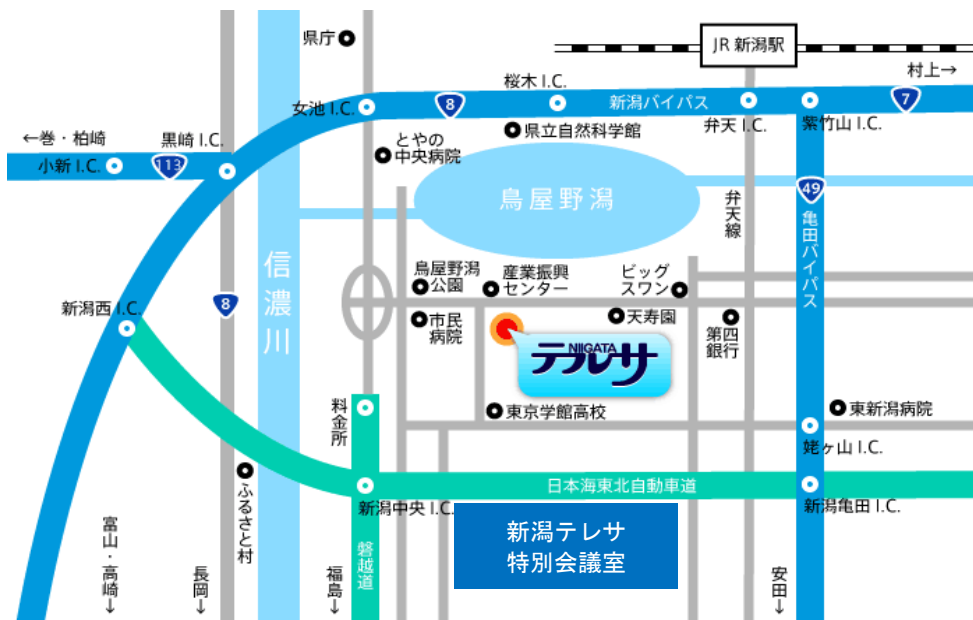 県庁
JR 新潟駅
村上→
桜木 I.C.
女池 I.C.
8
新潟バイパス
7
弁天 I.C.
紫竹山 I.C.
県立自然科学館
←巻・柏崎
黒崎 I.C.
小新 I.C.
113
とやの
中央病院
鳥屋野潟
弁天線
49
亀田バイパス
信濃川
鳥屋野潟
公園
産業振興
センター
ビッグ
スワン
8
新潟西 I.C.
市民
病院
天寿園
第四
銀行
NIIGATA
テルサ
料金所
東京学館高校
東新潟病院
姥ヶ山 I.C.
日本海東北自動車道
ふるさと村
新潟中央 I.C.
新潟亀田 I.C.
新潟テレサ
特別会議室
富山・高崎→
長岡→
福島→
磐越道
安田→